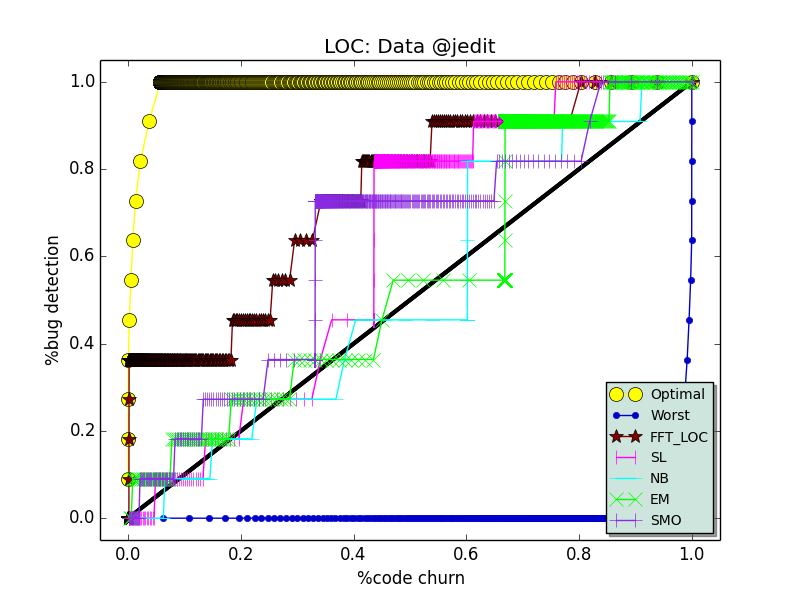 LOC: Data @jedit
1.0
0.8
0.6
0.4
0.2
0.0
%bug detection
Optimal
Worst
FFT_LOC
SL
NB
EM
SMO
0.0 0.2 0.4 0.6 0.8 1.0
%code churn